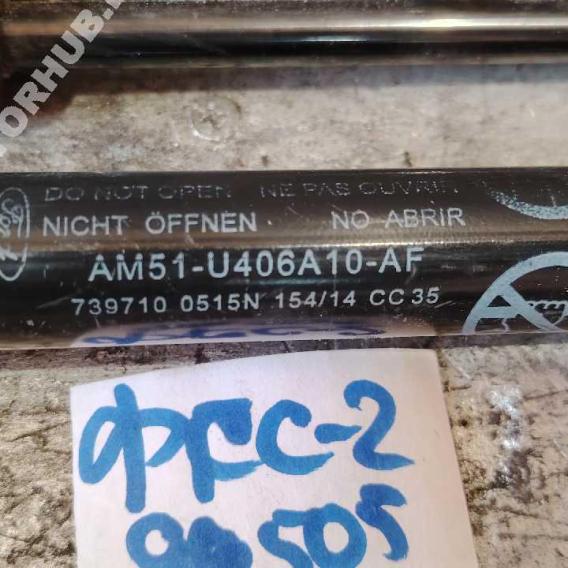 DO NOT OPEN NE PAS OUVRIR
NICHT ÖFFNEN NO ABRIR
AM51-U406A10-AF
739710 0515N 154/14 CC 35
ФКС-2
00505